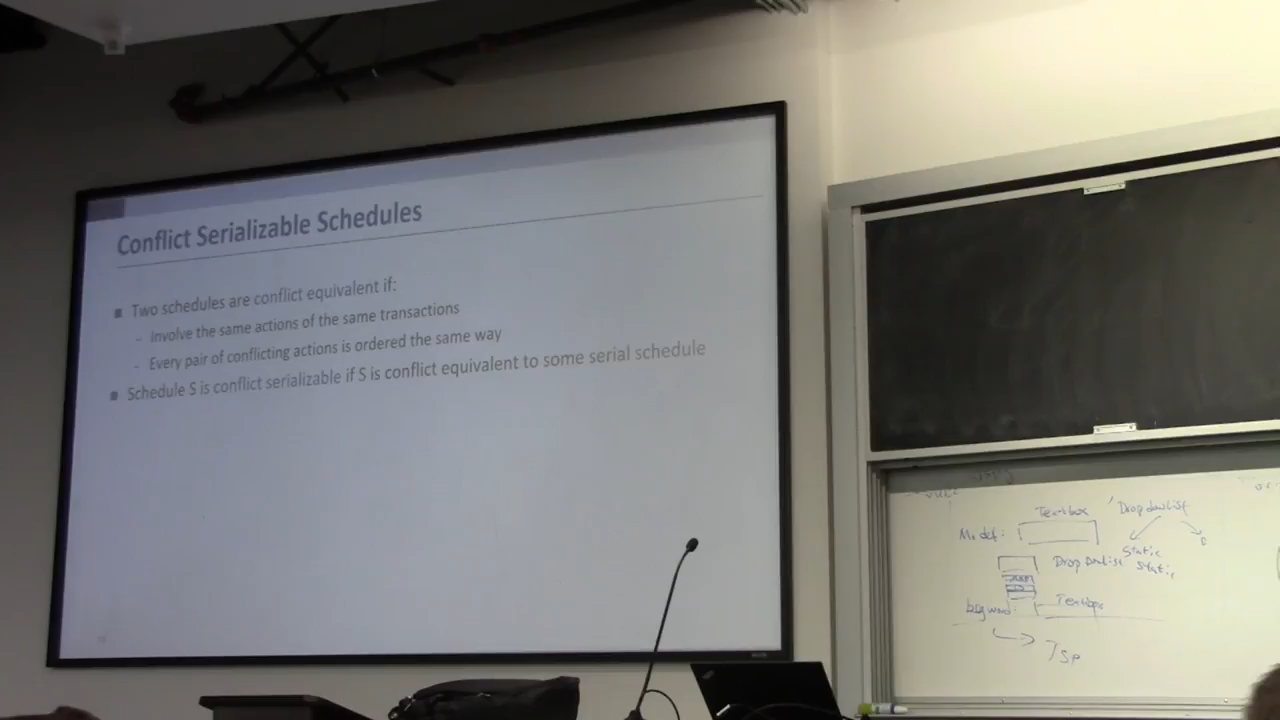 Conflict Serializable Schedules
■ Two schedules are conflict equivalent if:
- Involve the same actions of the same transactions
- Every pair of conflicting actions is ordered the same way
■ Schedule S is conflict serializable if S is conflict equivalent to some serial schedule
Textbox
Model:
Static
Static
Textbox